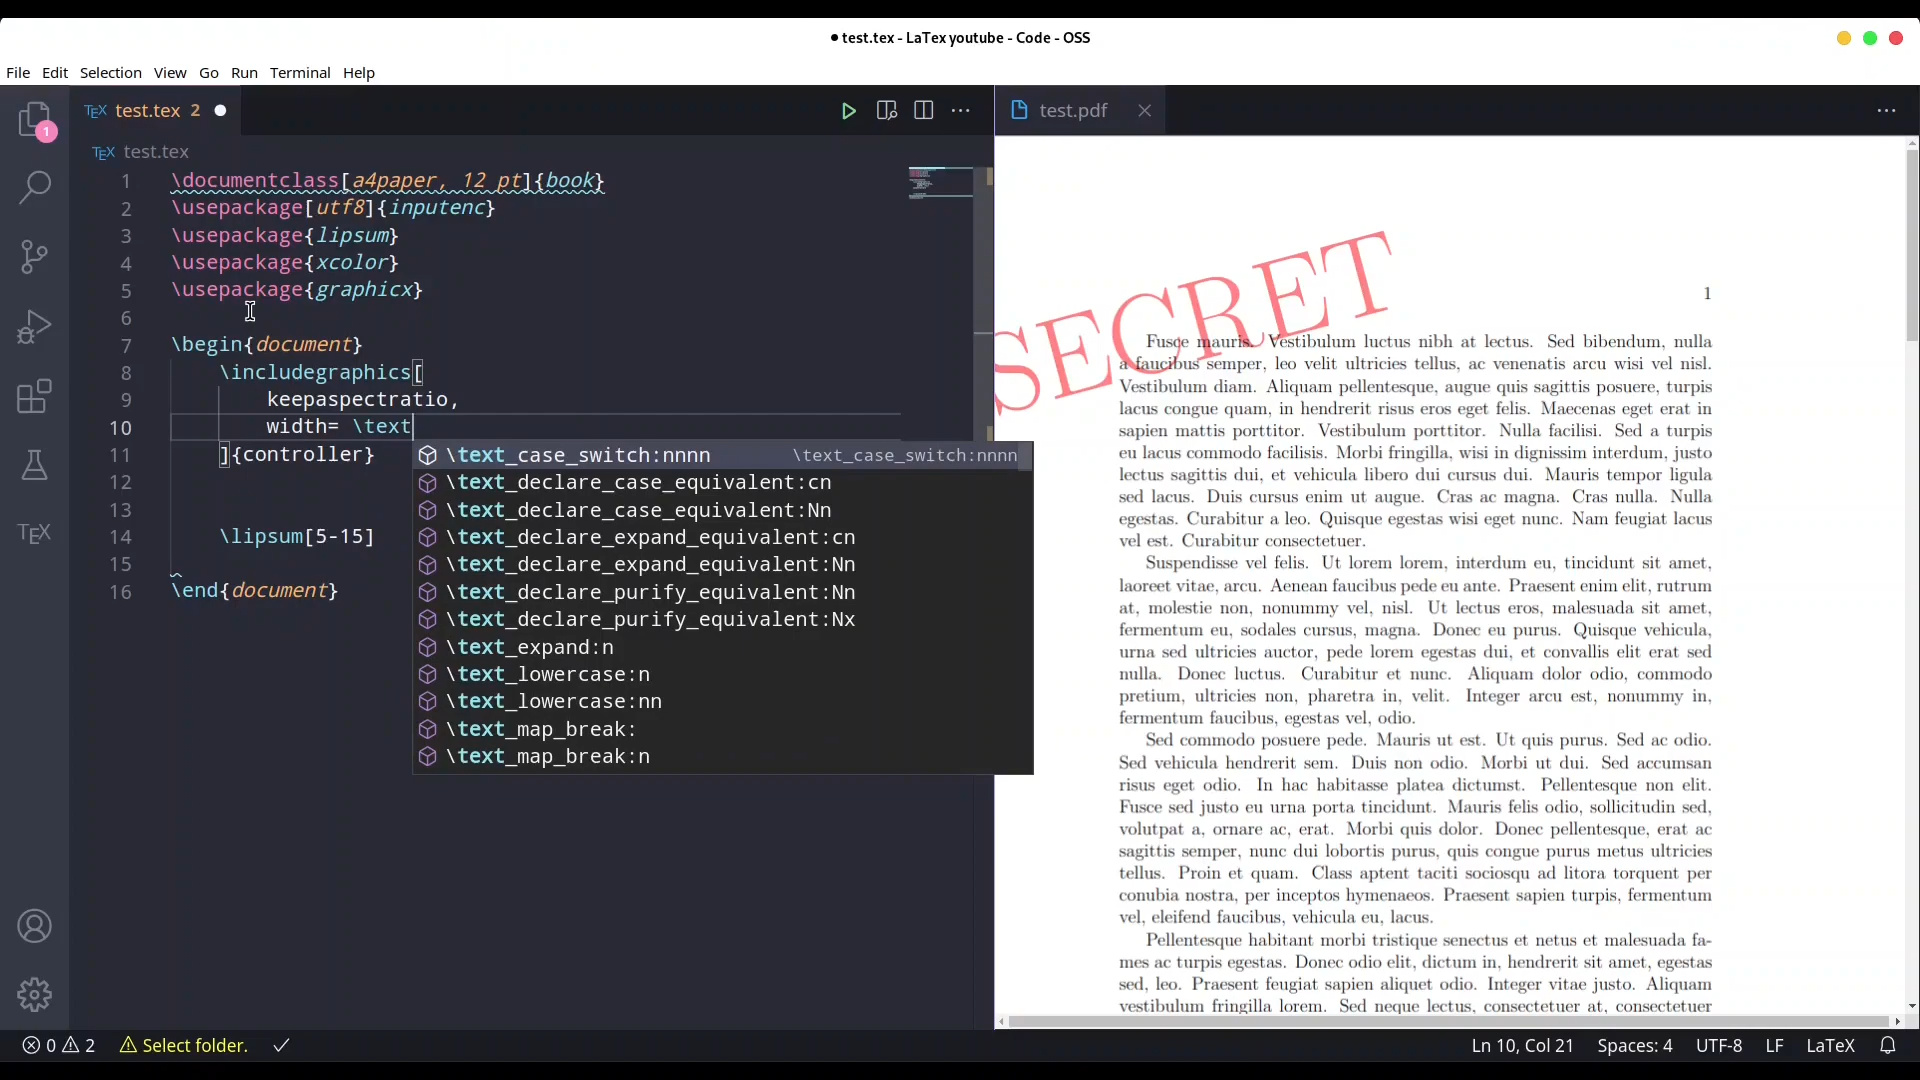 ● test.tex - LaTex youtube - Code - OSS
File Edit Selection View Go Run Terminal Help
1
TEX test.tex 2
test.pdf
TEX test.tex
1 \documentclass[a4paper, 12 pt]{book}
2 \usepackage[utf8]{inputenc}
3 \usepackage{lipsum}
4 \usepackage{xcolor}
5 \usepackage{graphicx}
6
7 \begin{document}
8 \includegraphics[
9 keepaspectratio,
10 width= \text
11 ]{controller}
12
13
14 \lipsum[5-15]
15
16 \end{document}
\text_case_switch:nnnn \text_case_switch:nnnn
\text_declare_case_equivalent:cn
\text_declare_case_equivalent:Nn
\text_declare_expand_equivalent:cn
\text_declare_expand_equivalent:Nn
\text_declare_purify_equivalent:Nn
\text_declare_purify_equivalent:Nx
\text_expand:n
\text_lowercase:n
\text_lowercase:nn
\text_map_break:
\text_map_break:n
TEX
SECRET
1
Fusce mauris. Vestibulum luctus nibh at lectus. Sed bibendum, nulla
a faucibus semper, leo velit ultricies tellus, ac venenatis arcu wisi vel nisl.
Vestibulum diam. Aliquam pellentesque, augue quis sagittis posuere, turpis
lacus congue quam, in hendrerit risus eros eget felis. Maecenas eget erat in
sapien mattis porttitor. Vestibulum porttitor. Nulla facilisi. Sed a turpis
eu lacus commodo facilisis. Morbi fringilla, wisi in dignissim interdum, justo
lectus sagittis dui, et vehicula libero dui cursus dui. Mauris tempor ligula
sed lacus. Duis cursus enim ut augue. Cras ac magna. Cras nulla. Nulla
egestas. Curabitur a leo. Quisque egestas wisi eget nunc. Nam feugiat lacus
vel est. Curabitur consectetuer.
Suspendisse vel felis. Ut lorem lorem, interdum eu, tincidunt sit amet,
laoreet vitae, arcu. Aenean faucibus pede eu ante. Praesent enim elit, rutrum
at, molestie non, nonummy vel, nisl. Ut lectus eros, malesuada sit amet,
fermentum eu, sodales cursus, magna. Donec eu purus. Quisque vehicula,
urna sed ultricies auctor, pede lorem egestas dui, et convallis elit erat sed
nulla. Donec luctus. Curabitur et nunc. Aliquam dolor odio, commodo
pretium, ultricies non, pharetra in, velit. Integer arcu est, nonummy in,
fermentum faucibus, egestas vel, odio.
Sed commodo posuere pede. Mauris ut est. Ut quis purus. Sed ac odio.
Sed vehicula hendrerit sem. Duis non odio. Morbi ut dui. Sed accumsan
risus eget odio. In hac habitasse platea dictumst. Pellentesque non elit.
Fusce sed justo eu urna porta tincidunt. Mauris felis odio, sollicitudin sed,
volutpat a, ornare ac, erat. Morbi quis dolor. Donec pellentesque, erat ac
sagittis semper, nunc dui lobortis purus, quis congue purus metus ultricies
tellus. Proin et quam. Class aptent taciti sociosqu ad litora torquent per
conubia nostra, per inceptos hymenaeos. Praesent sapien turpis, fermentum
vel, eleifend faucibus, vehicula eu, lacus.
Pellentesque habitant morbi tristique senectus et netus et malesuada fa-
mes ac turpis egestas. Donec odio elit, dictum in, hendrerit sit amet, egestas
sed, leo. Praesent feugiat sapien aliquet odio. Integer vitae justo. Aliquam
vestibulum fringilla lorem. Sed neque lectus, consectetuer at, consectetuer
0 2 Select folder.
Ln 10, Col 21 Spaces: 4 UTF-8 LF LaTeX